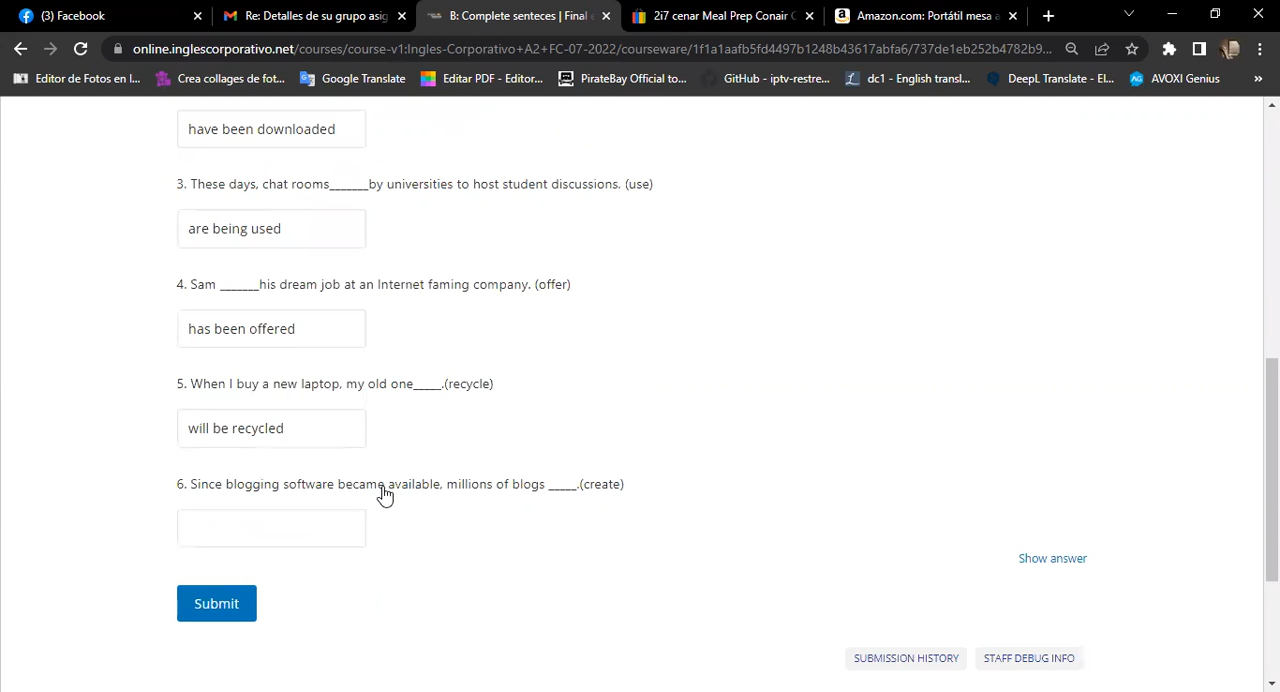 (3) Facebook
Re: Detalles de su grupo asig
B: Complete senteces | Final e
2i7 cenar Meal Prep Conair C
Amazon.com: Portátil mesa a
online.inglescorporativo.net/courses/course-v1:Ingles-Corporativo+A2+FC-07-2022/courseware/1f1a1aafb5fd4497b1248b43617abfa6/737de1eb252b4782b9...
Editor de Fotos en l...
Crea collages de fot...
Google Translate
Editar PDF - Editor...
PirateBay Official to...
GitHub - iptv-restre...
dc1 - English transl...
DeepL Translate - El...
AVOXI Genius
»
have been downloaded
3. These days, chat rooms_______by universities to host student discussions. (use)
are being used
4. Sam _______his dream job at an Internet faming company. (offer)
has been offered
5. When I buy a new laptop, my old one_____.(recycle)
will be recycled
6. Since blogging software became available, millions of blogs _____.(create)
Show answer
Submit
SUBMISSION HISTORY
STAFF DEBUG INFO